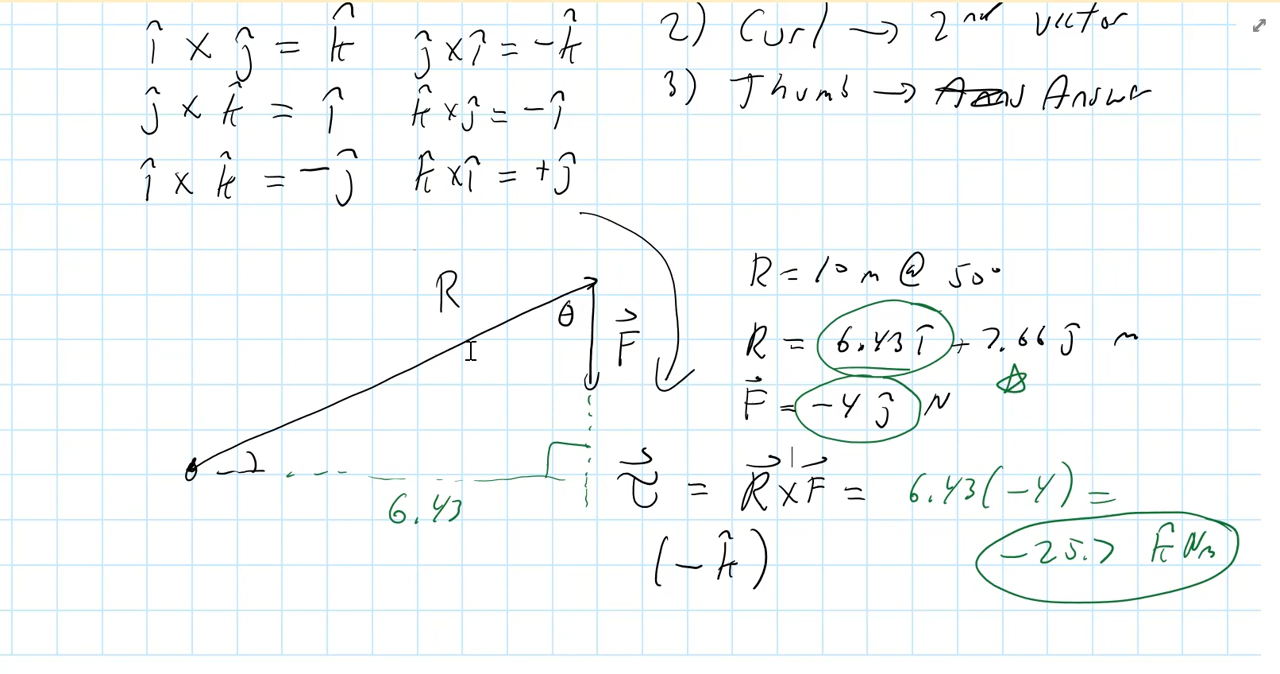 î × ĵ = k̂
ĵ × î = -k̂
ĵ × k̂ = î
k̂ × ĵ = -î
î × k̂ = -ĵ
k̂ × î = +ĵ
2) Curl → 2nd vector
3) Thumb → Answer
R
θ
F⃗
6.43
R = 10 m @ 50°
R = 6.43 î + 7.66 ĵ m
F⃗ = -4 ĵ N
τ⃗ = R⃗ × F⃗ = 6.43(-4) =
(-k̂)
-25.7 k̂ Nm